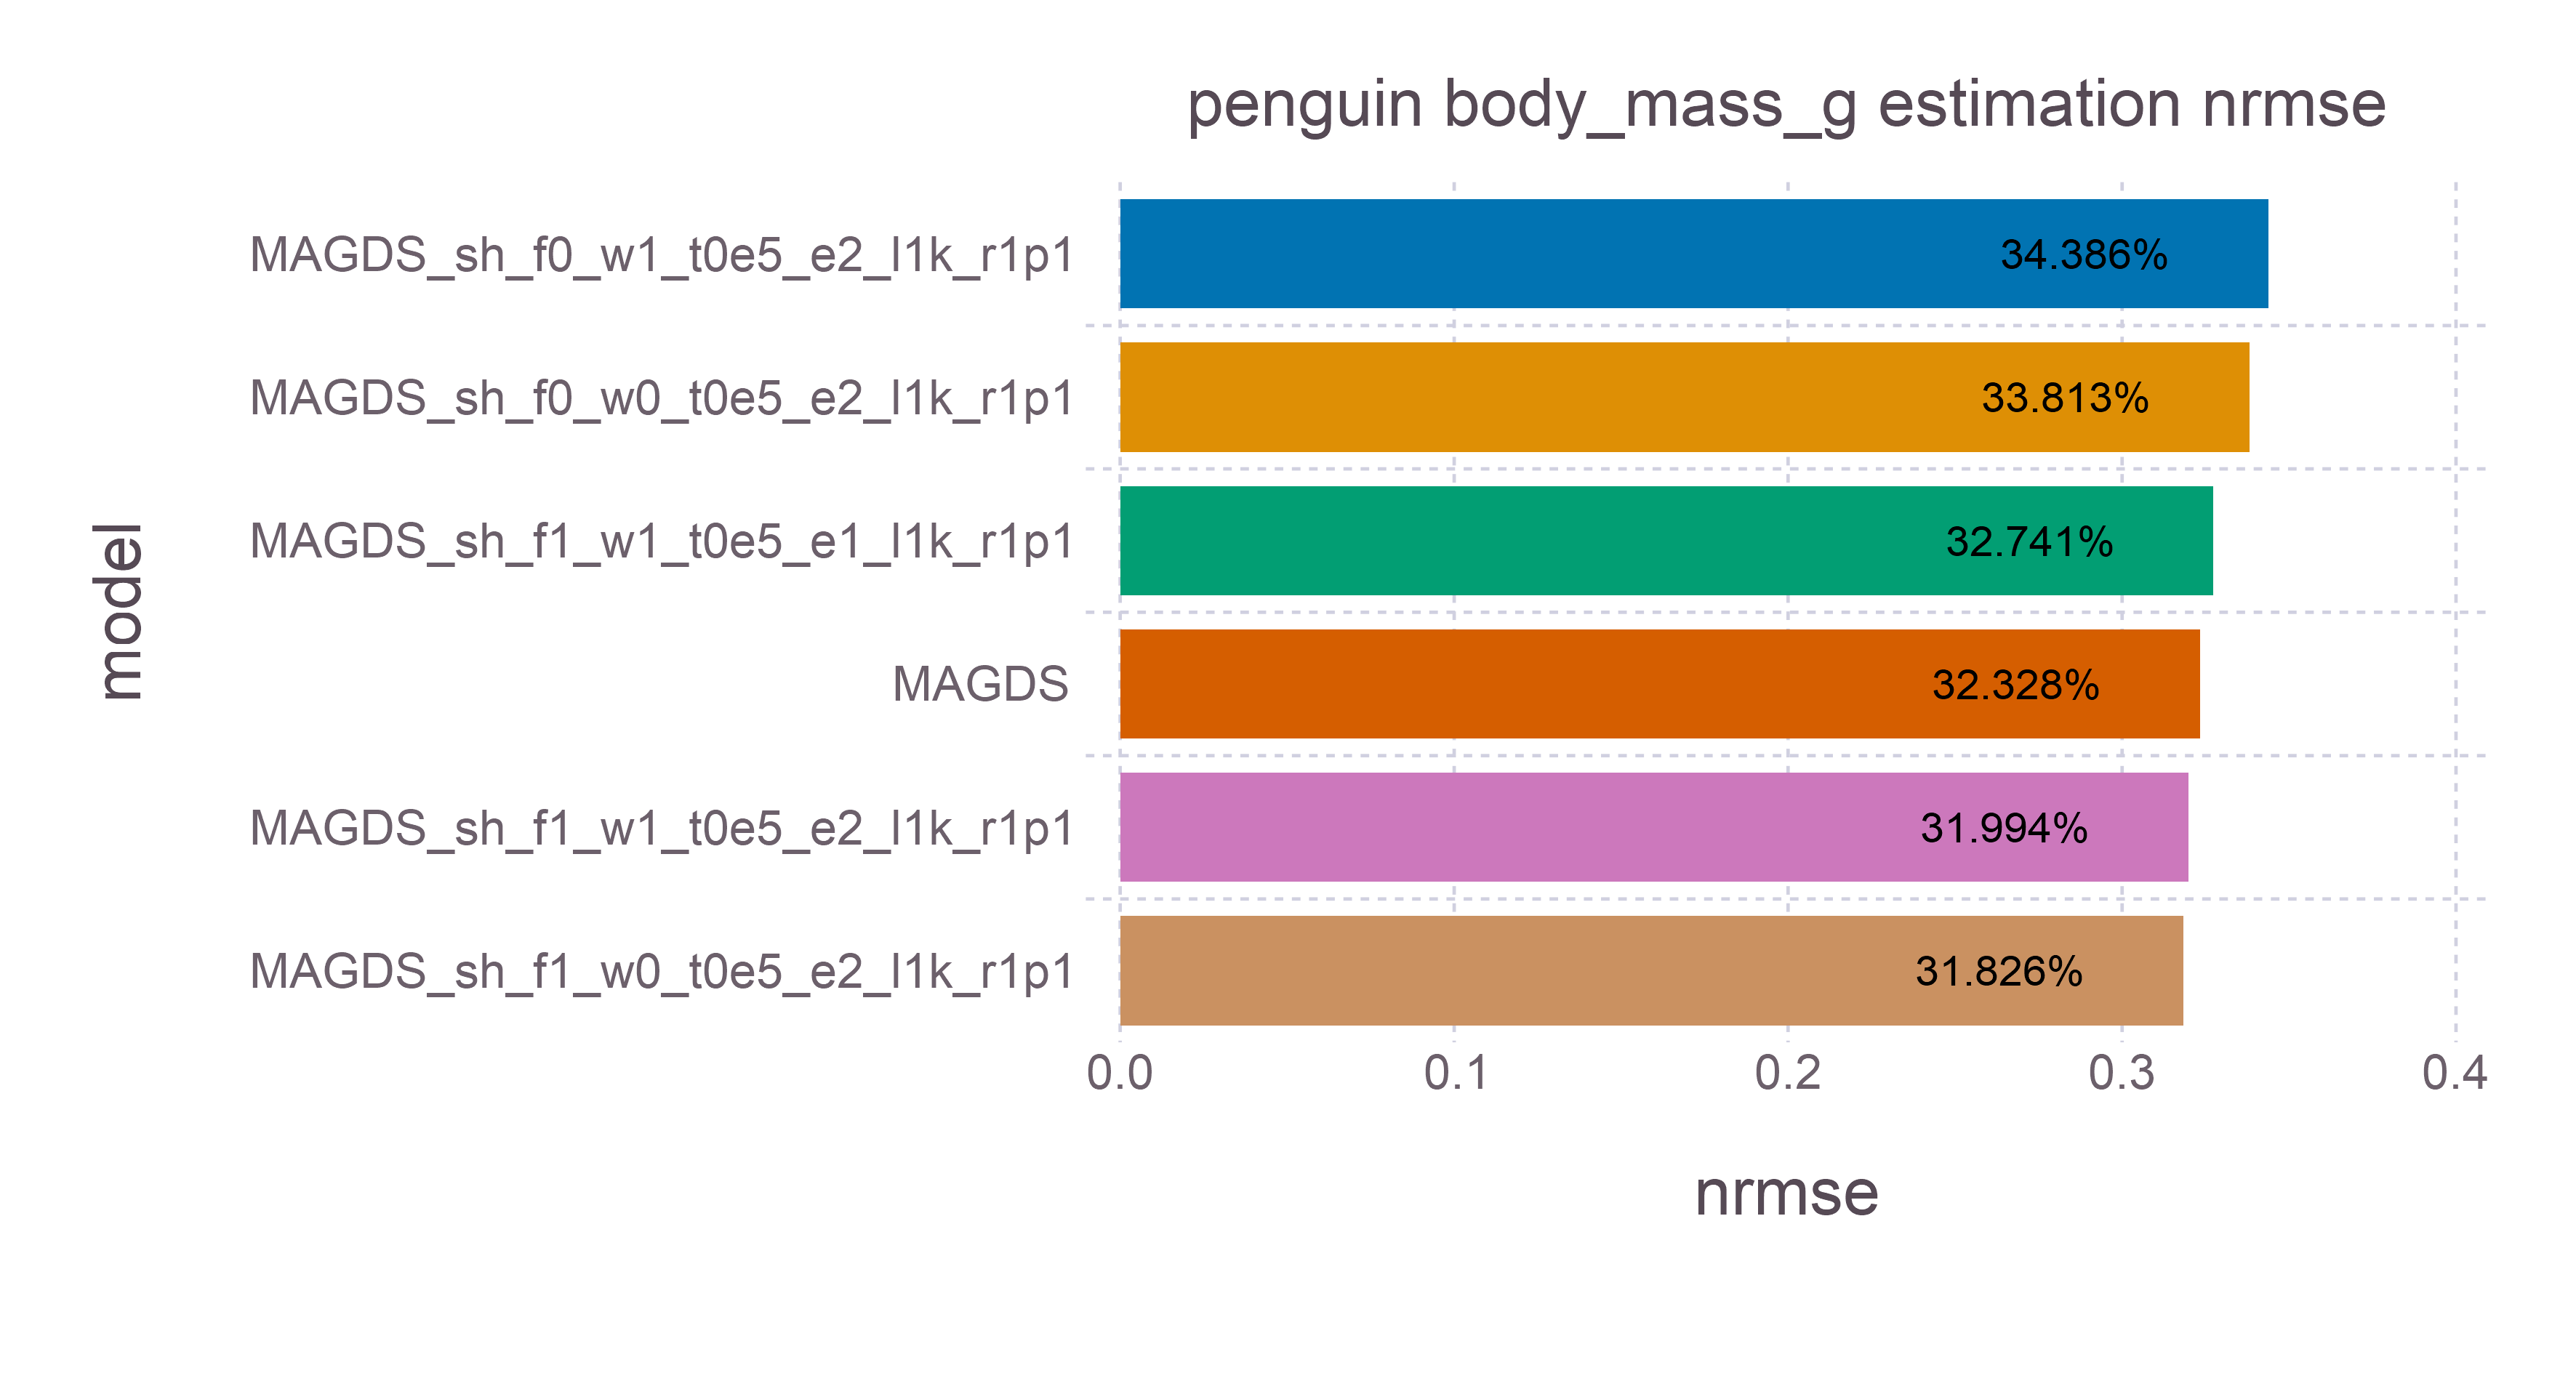 penguin body_mass_g estimation nrmse
model
MAGDS_sh_f0_w1_t0e5_e2_l1k_r1p1
34.386%
MAGDS_sh_f0_w0_t0e5_e2_l1k_r1p1
33.813%
MAGDS_sh_f1_w1_t0e5_e1_l1k_r1p1
32.741%
MAGDS
32.328%
MAGDS_sh_f1_w1_t0e5_e2_l1k_r1p1
31.994%
MAGDS_sh_f1_w0_t0e5_e2_l1k_r1p1
31.826%
0.0 0.1 0.2 0.3 0.4
nrmse